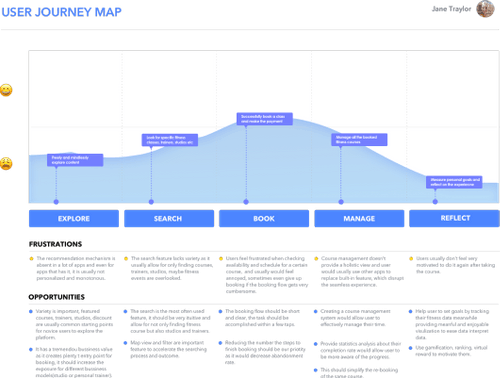 USER JOURNEY MAP
Jane Traylor
Successfully book a class
and make the payment
Look for specific fitness
classes, trainers, studios etc
Manage all the booked
fitness courses
Freely and mindlessly
explore content
Measure personal goals and
reflect on the experience
EXPLORE
SEARCH
BOOK
MANAGE
REFLECT
FRUSTRATIONS
The recommendation mechanism is
absent in a lot of apps and even for
apps that has it, it is usually not
personalized and monotonous.
The search feature lacks variety as it
usually allow for only finding courses,
trainers, studios, maybe fitness
events are overlooked.
Users feel frustrated when checking
availability and schedule for a certain
course. and usually would feel
annoyed, sometimes even give up
booking if the booking flow gets very
cumbersome.
Course management doesn't
provide a holistic view and user
would usually use other apps to
replace built-in feature, which disrupt
the seamless experience.
Users usually don't feel very
motivated to do it again after taking
the course.
OPPORTUNITIES
Variety is important, featured
courses, trainers, studios, discount
are usually common starting points
for novice users to explore the
platform.
It has a tremendous business value
as it creates plenty entry point for
booking, it should increase the
exposure for different business
models(studio or personal trainer).
The search is the most often used
feature. it should be very intuitive and
allow for not only finding fitness
course but also studios and trainers.
Map view and filter are important
feature to accelerate the searching
process and outcome.
The booking flow should be short
and clear. the task should be
accomplished within a few taps.
Reducing the number the steps to
finish booking should be our priority
as it would decrease abandonment
rate.
Creating a course management
system would allow user to
effectively manage their time.
Provide statistics analysis about their
completion rate would allow user to
be more aware of the progress.
This should simplify the re-booking
of the same course.
Help user to set goals by tracking
their fitness data meanwhile
providing meaningful and enjoyable
visualization to ease data interpret
Use gamification, ranking, virtual
reward to motivate them.